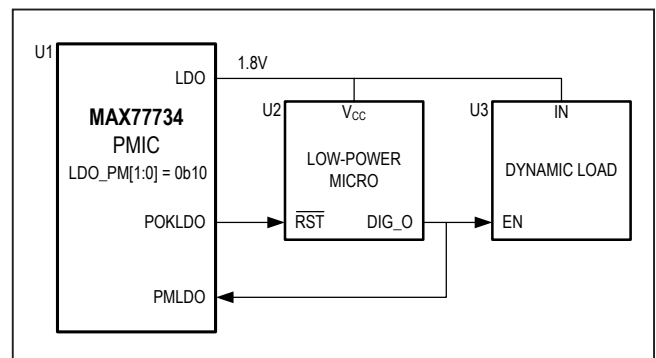 U1
LDO
1.8V
MAX77734
PMIC
LDO_PM[1:0] = 0b10
POKLDO
PMLDO
U2
VCC
LOW-POWER
MICRO
RST
DIG_O
U3
IN
DYNAMIC LOAD
EN